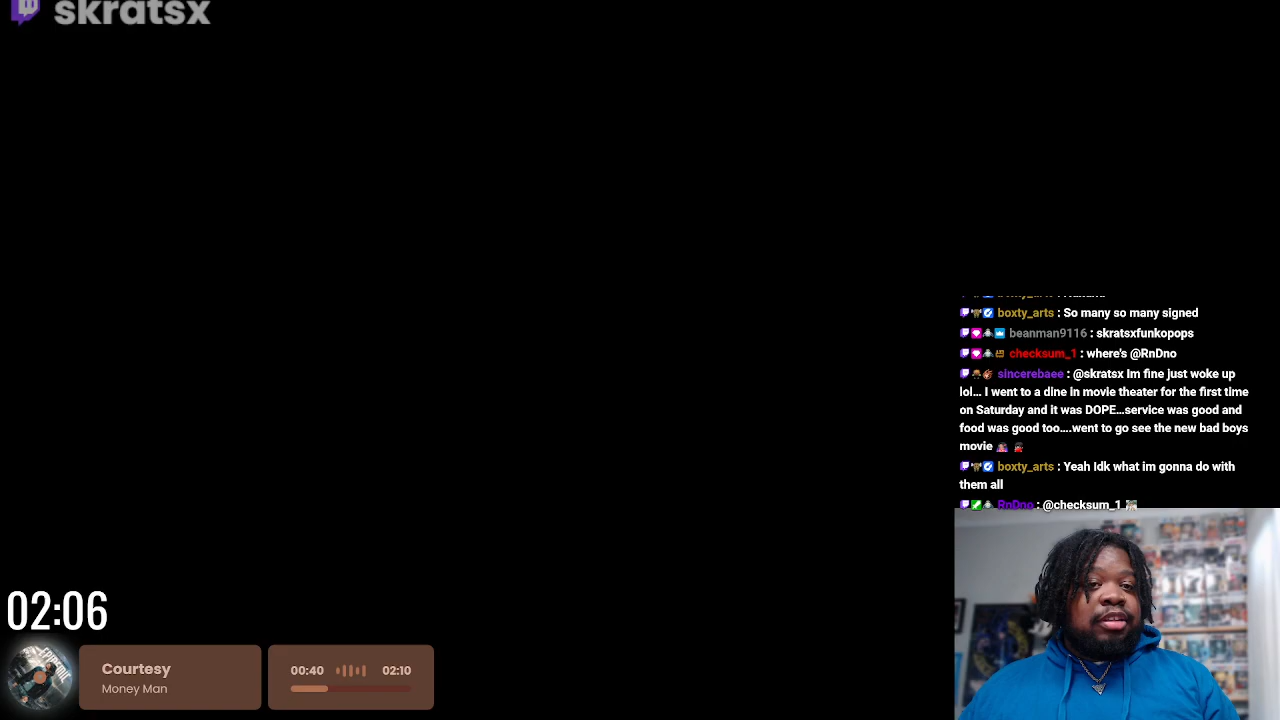 skratsx
boxty_arts : So many so many signed
beanman9116 : skratsxfunkopops
checksum_1 : where's @RnDno
sincerebaee : @skratsx Im fine just woke up
lol... I went to a dine in movie theater for the first time
on Saturday and it was DOPE...service was good and
food was good too....went to go see the new bad boys
movie
boxty_arts : Yeah Idk what im gonna do with
them all
RnDno : @checksum_1
02:06
Courtesy
Money Man
00:40
02:10